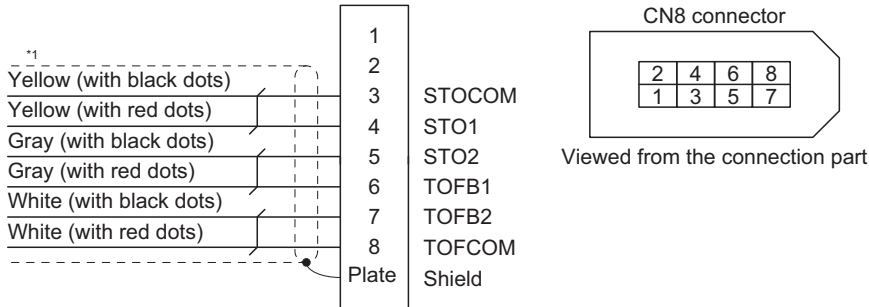 CN8 connector
*1
Yellow (with black dots)
Yellow (with red dots)
Gray (with black dots)
Gray (with red dots)
White (with black dots)
White (with red dots)
1
2
3 STOCOM
4 STO1
5 STO2
6 TOFB1
7 TOFB2
8 TOFCOM
Plate Shield
2 4 6 8
1 3 5 7
Viewed from the connection part